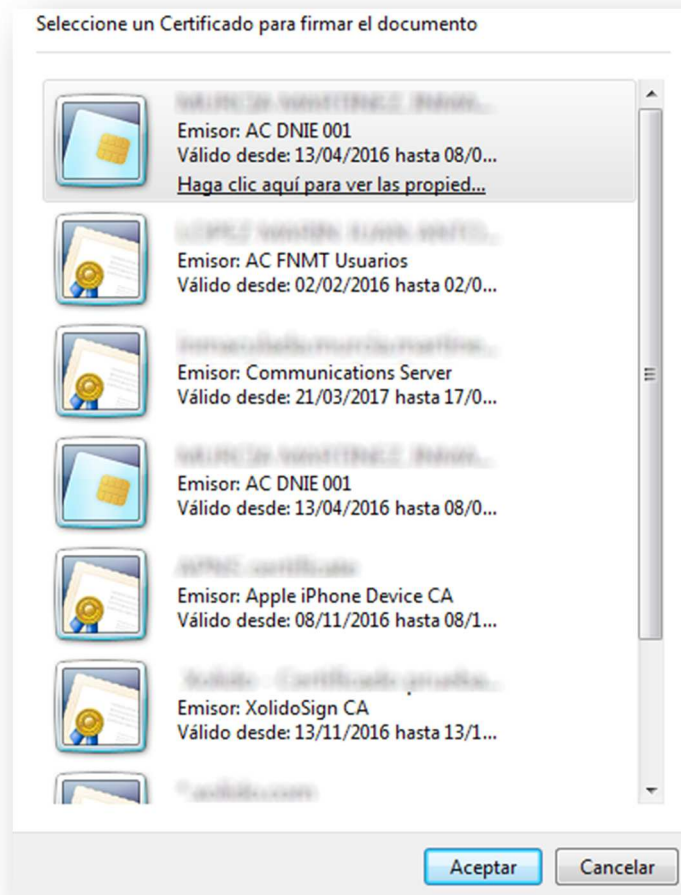 Seleccione un Certificado para firmar el documento
Emisor: AC DNIE 001
Válido desde: 13/04/2016 hasta 08/0...
Haga clic aquí para ver las propied...
Emisor: AC FNMT Usuarios
Válido desde: 02/02/2016 hasta 02/0...
Emisor: Communications Server
Válido desde: 21/03/2017 hasta 17/0...
Emisor: AC DNIE 001
Válido desde: 13/04/2016 hasta 08/0...
Emisor: Apple iPhone Device CA
Válido desde: 08/11/2016 hasta 08/1...
Emisor: XolidoSign CA
Válido desde: 13/11/2016 hasta 13/1...
Aceptar
Cancelar